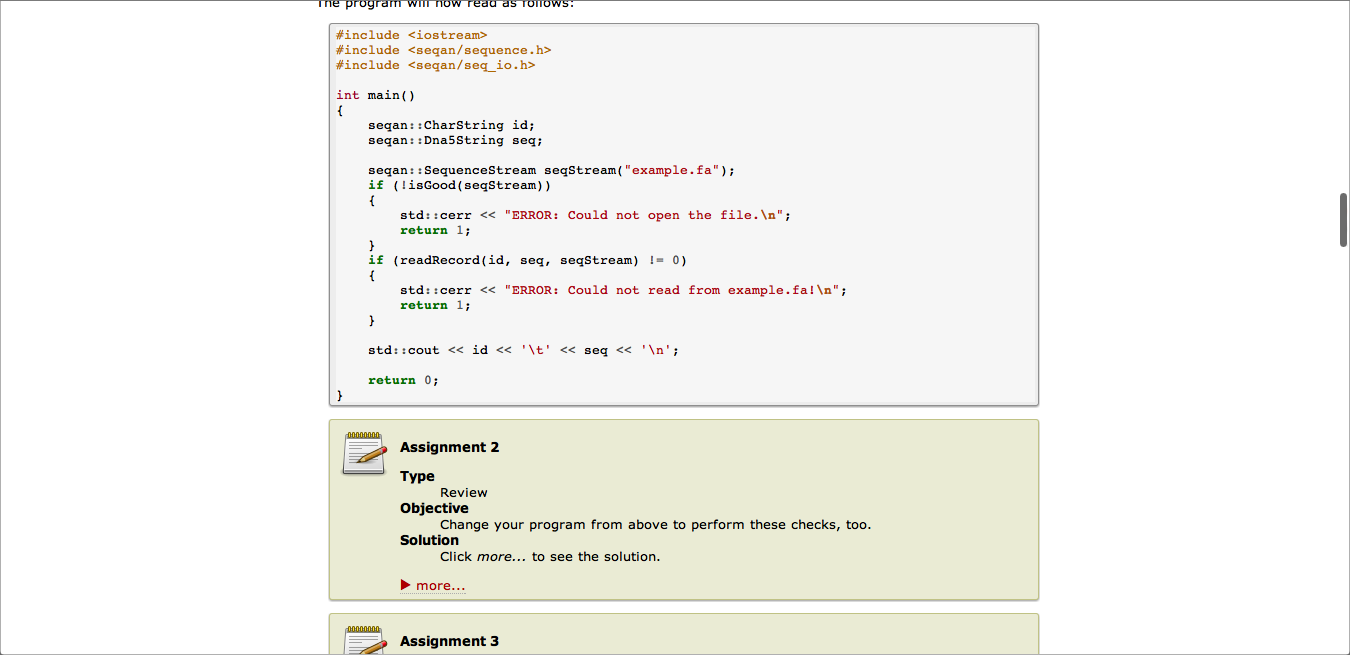 The program will now read as follows:
#include <iostream>
#include <seqan/sequence.h>
#include <seqan/seq_io.h>
int main()
{
    seqan::CharString id;
    seqan::Dna5String seq;
    seqan::SequenceStream seqStream("example.fa");
    if (!isGood(seqStream))
    {
        std::cerr << "ERROR: Could not open the file.\n";
        return 1;
    }
    if (readRecord(id, seq, seqStream) != 0)
    {
        std::cerr << "ERROR: Could not read from example.fa!\n";
        return 1;
    }
    std::cout << id << '\t' << seq << '\n';
    return 0;
}
Assignment 2
Type
Review
Objective
Change your program from above to perform these checks, too.
Solution
Click more... to see the solution.
more...
Assignment 3